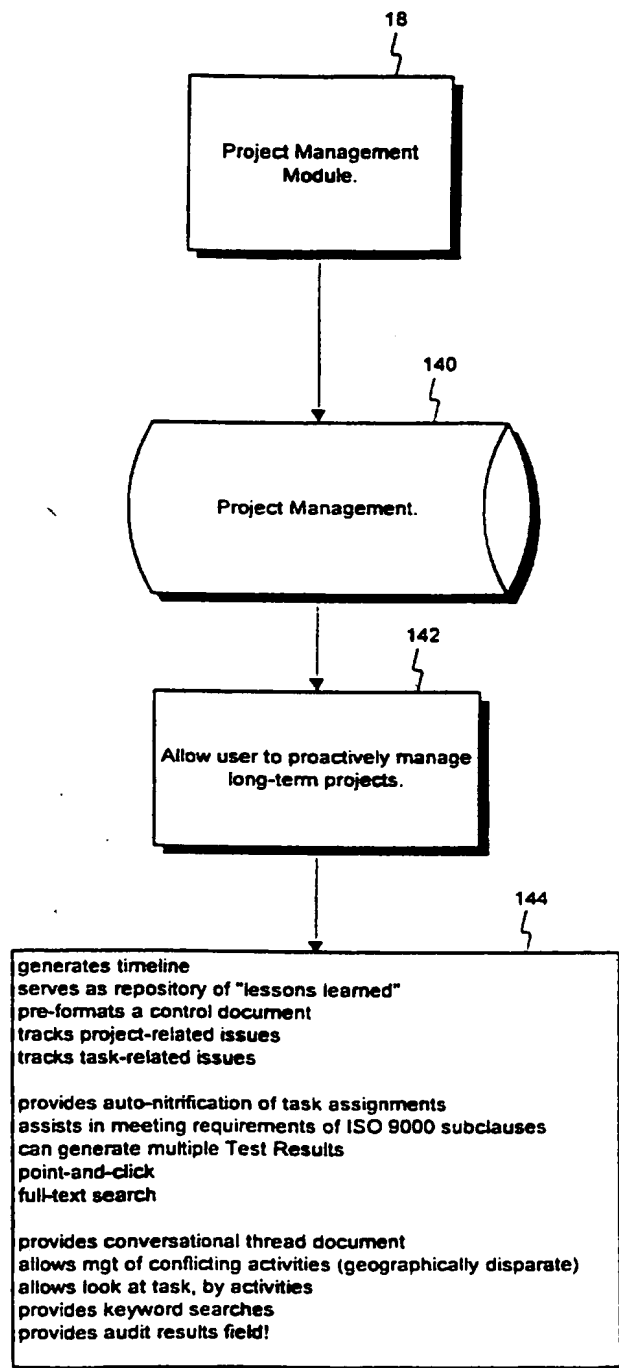 18
Project Management
Module.
140
Project Management.
142
Allow user to proactively manage
long-term projects.
144
generates timeline
serves as repository of "lessons learned"
pre-formats a control document
tracks project-related issues
tracks task-related issues
provides auto-nitrification of task assignments
assists in meeting requirements of ISO 9000 subclauses
can generate multiple Test Results
point-and-click
full-text search
provides conversational thread document
allows mgt of conflicting activities (geographically disparate)
allows look at task, by activities
provides keyword searches
provides audit results field!